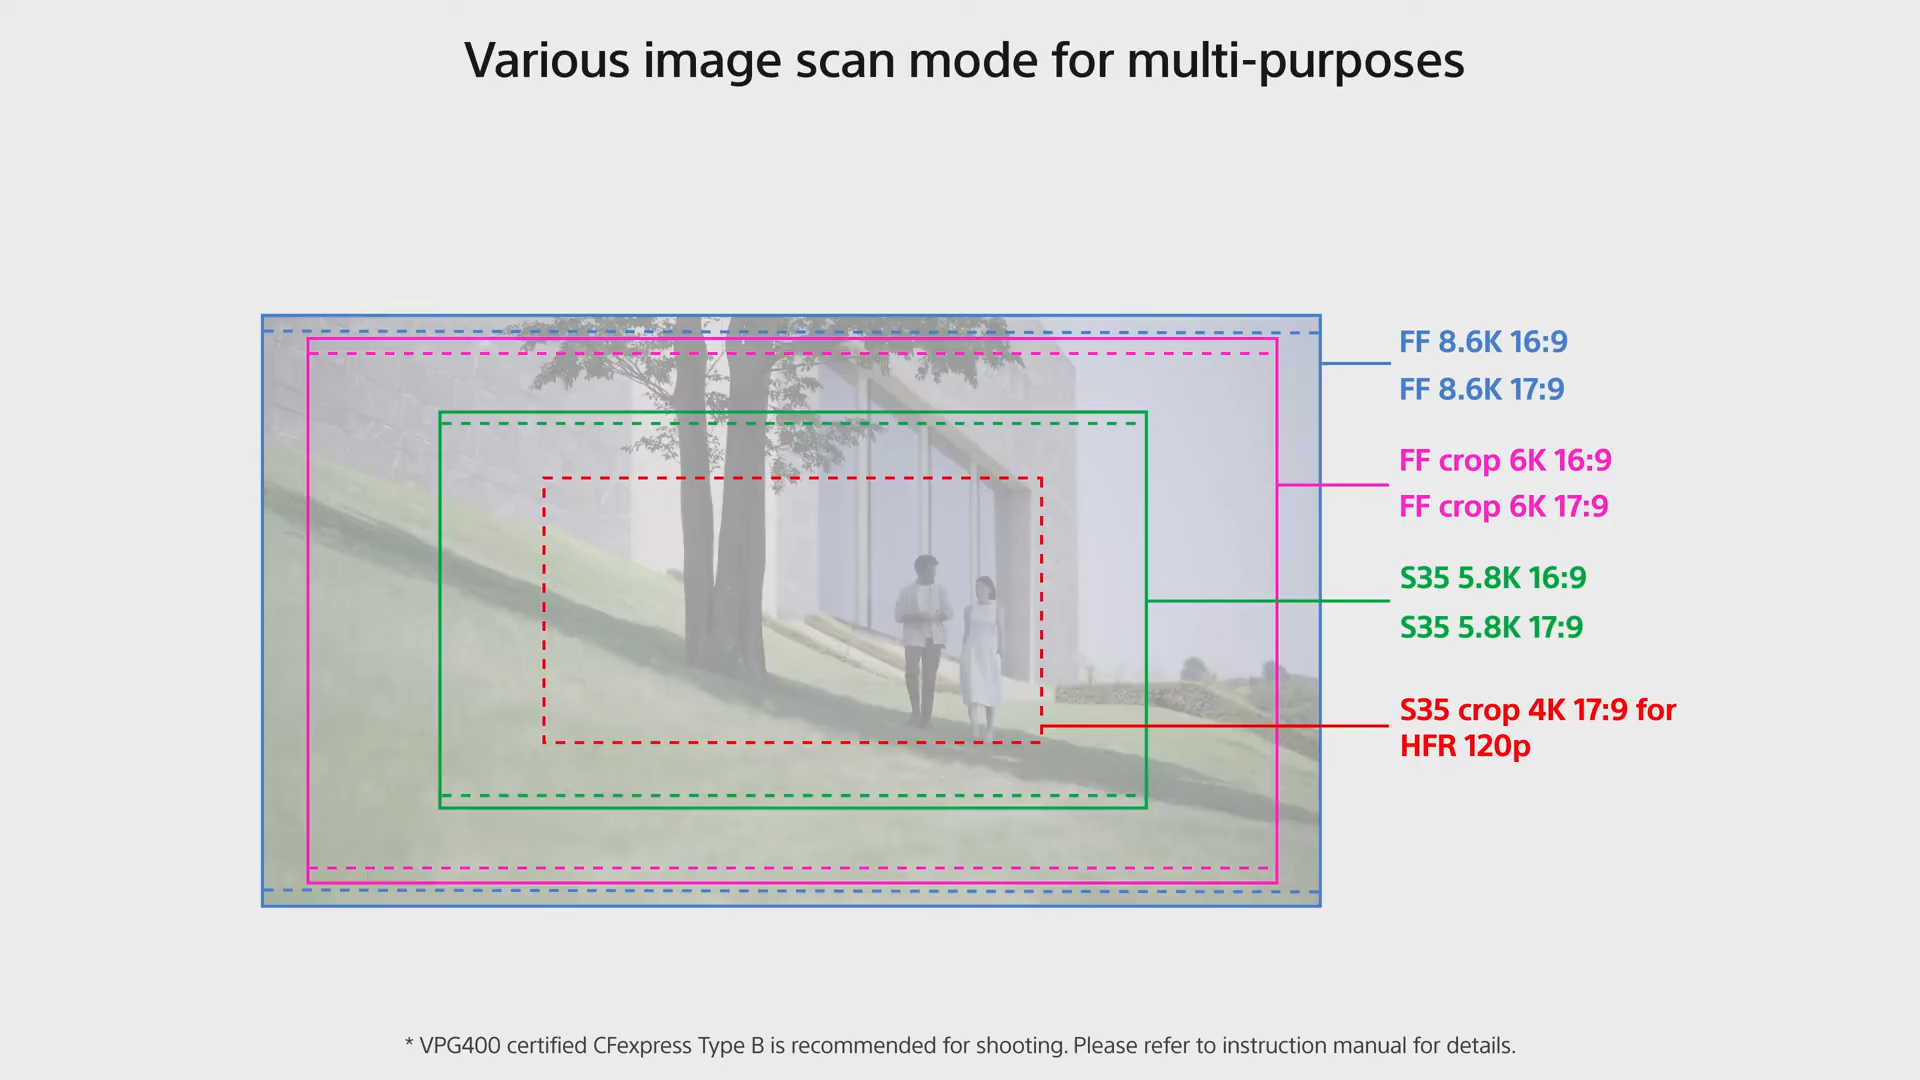 Various image scan mode for multi-purposes
FF 8.6K 16:9
FF 8.6K 17:9
FF crop 6K 16:9
FF crop 6K 17:9
S35 5.8K 16:9
S35 5.8K 17:9
S35 crop 4K 17:9 for
HFR 120p
* VPG400 certified CFexpress Type B is recommended for shooting. Please refer to instruction manual for details.